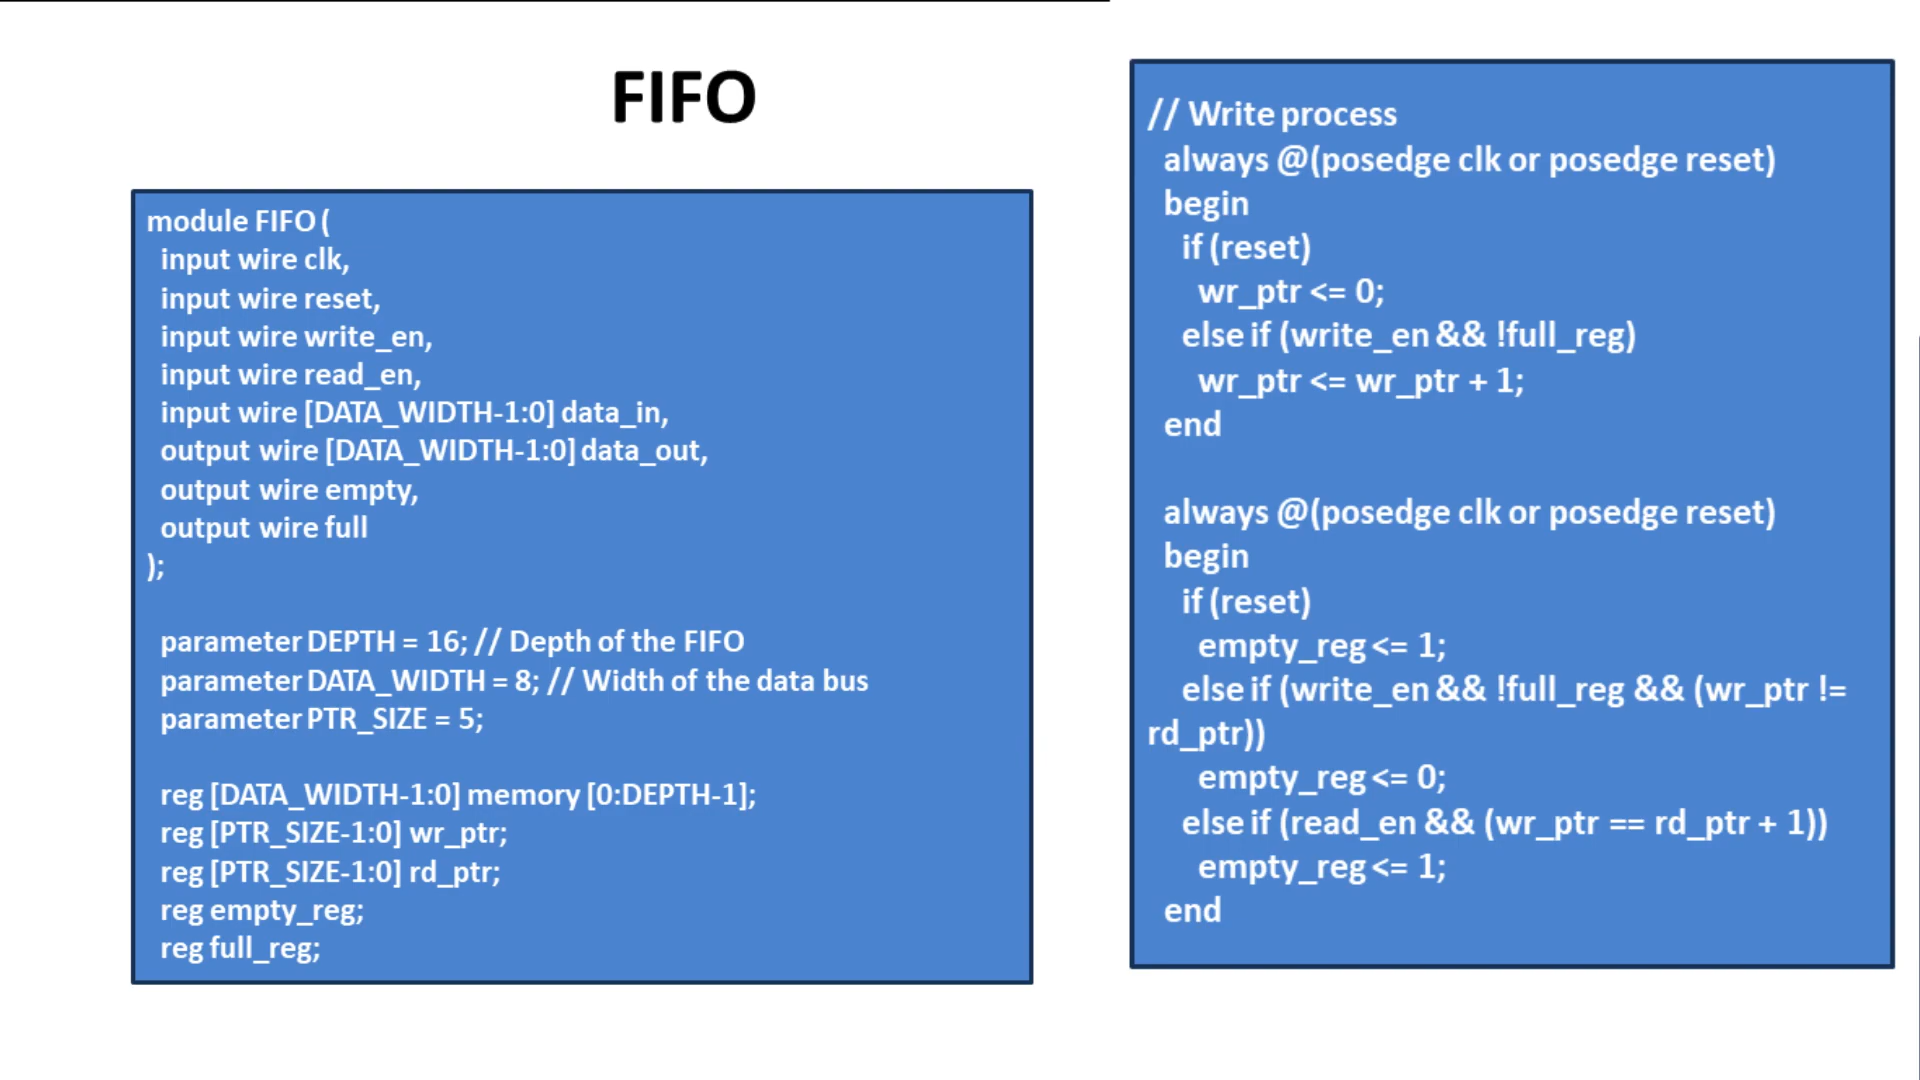 FIFO
module FIFO (
input wire clk,
input wire reset,
input wire write_en,
input wire read_en,
input wire [DATA_WIDTH-1:0] data_in,
output wire [DATA_WIDTH-1:0] data_out,
output wire empty,
output wire full
);
parameter DEPTH = 16; // Depth of the FIFO
parameter DATA_WIDTH = 8; // Width of the data bus
parameter PTR_SIZE = 5;
reg [DATA_WIDTH-1:0] memory [0:DEPTH-1];
reg [PTR_SIZE-1:0] wr_ptr;
reg [PTR_SIZE-1:0] rd_ptr;
reg empty_reg;
reg full_reg;
// Write process
always @(posedge clk or posedge reset)
begin
if (reset)
wr_ptr <= 0;
else if (write_en && !full_reg)
wr_ptr <= wr_ptr + 1;
end
always @(posedge clk or posedge reset)
begin
if (reset)
empty_reg <= 1;
else if (write_en && !full_reg && (wr_ptr !=
rd_ptr))
empty_reg <= 0;
else if (read_en && (wr_ptr == rd_ptr + 1))
empty_reg <= 1;
end